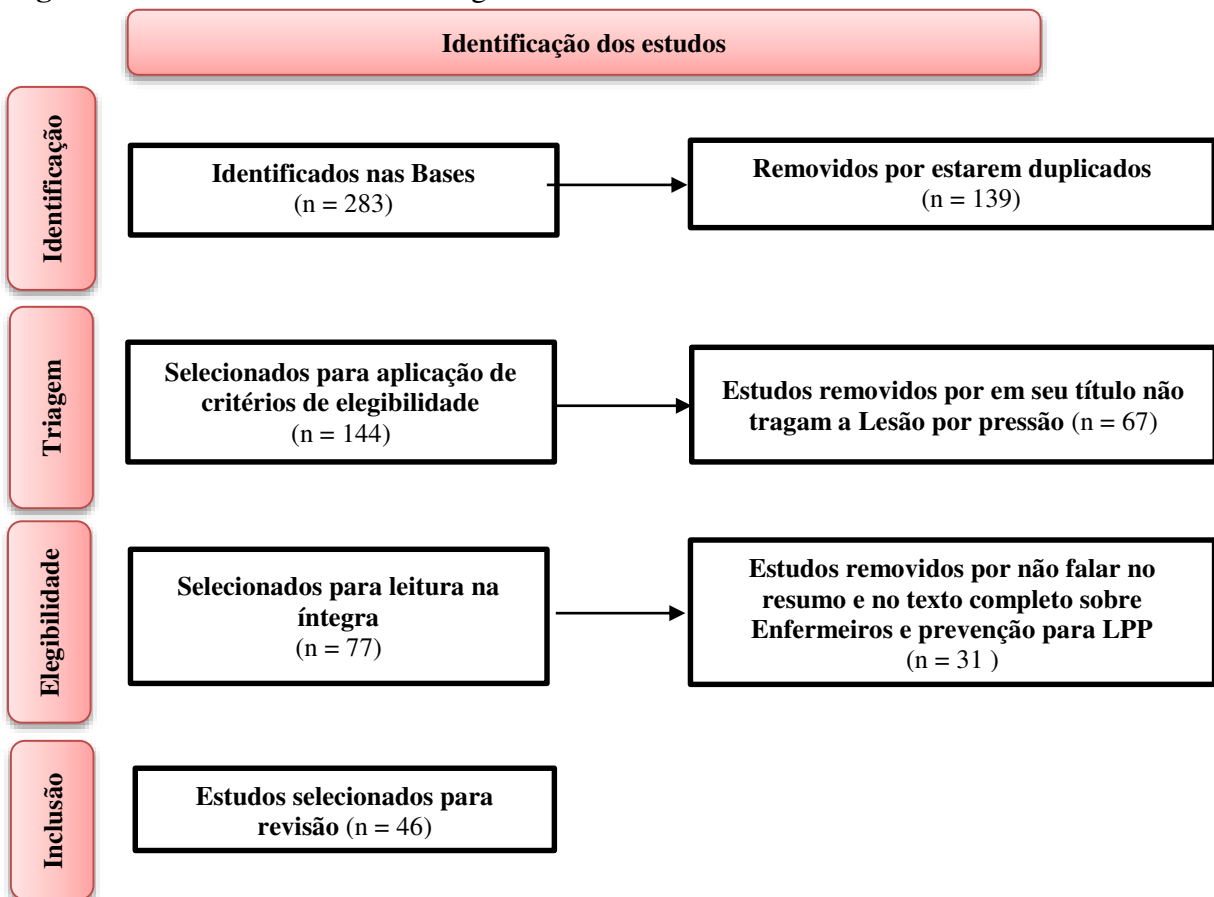 Identificação dos estudos
Identificação
Identificados nas Bases
(n = 283)
Removidos por estarem duplicados
(n = 139)
Triagem
Selecionados para aplicação de
critérios de elegibilidade
(n = 144)
Estudos removidos por em seu título não
tragam a Lesão por pressão (n = 67)
Elegibilidade
Selecionados para leitura na
íntegra
(n = 77)
Estudos removidos por não falar no
resumo e no texto completo sobre
Enfermeiros e prevenção para LPP
(n = 31 )
Inclusão
Estudos selecionados para
revisão (n = 46)